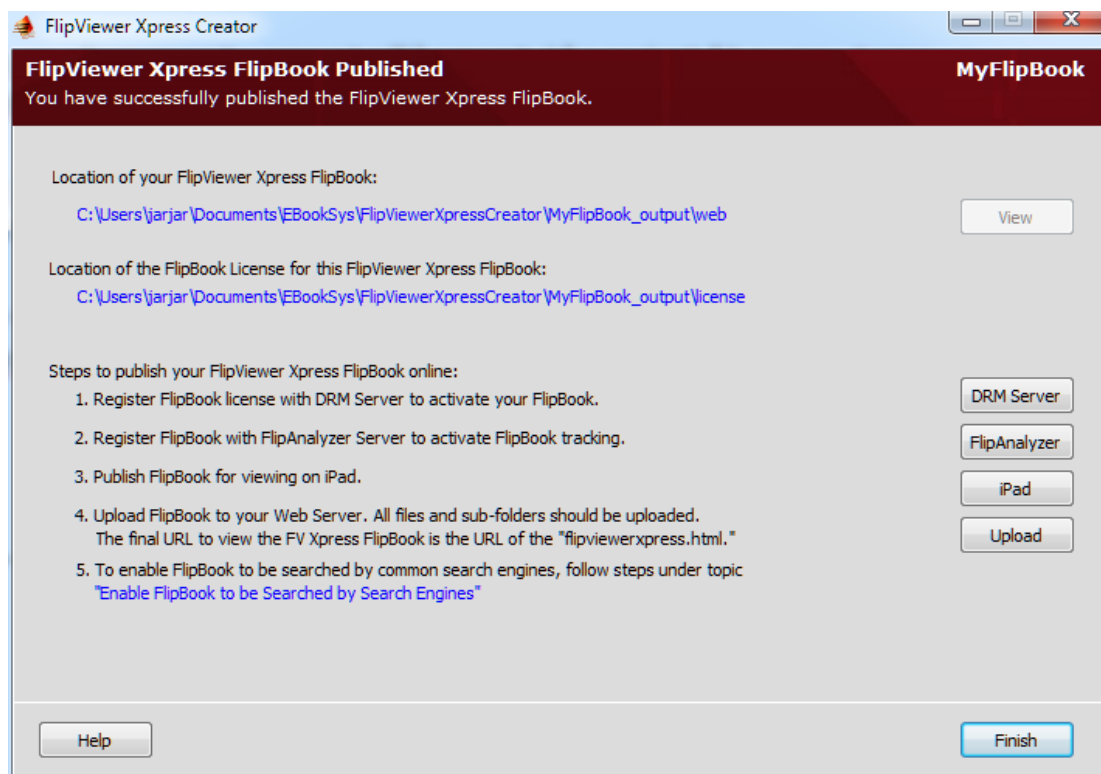 FlipViewer Xpress Creator
FlipViewer Xpress FlipBook Published
MyFlipBook
You have successfully published the FlipViewer Xpress FlipBook.
Location of your FlipViewer Xpress FlipBook:
C:\Users\jarjar\Documents\EBookSys\FlipViewerXpressCreator\MyFlipBook_output\web
View
Location of the FlipBook License for this FlipViewer Xpress FlipBook:
C:\Users\jarjar\Documents\EBookSys\FlipViewerXpressCreator\MyFlipBook_output\license
Steps to publish your FlipViewer Xpress FlipBook online:
1. Register FlipBook license with DRM Server to activate your FlipBook.
DRM Server
2. Register FlipBook with FlipAnalyzer Server to activate FlipBook tracking.
FlipAnalyzer
3. Publish FlipBook for viewing on iPad.
iPad
4. Upload FlipBook to your Web Server. All files and sub-folders should be uploaded.
The final URL to view the FV Xpress FlipBook is the URL of the "flipviewerxpress.html."
Upload
5. To enable FlipBook to be searched by common search engines, follow steps under topic
"Enable FlipBook to be Searched by Search Engines"
Help
Finish